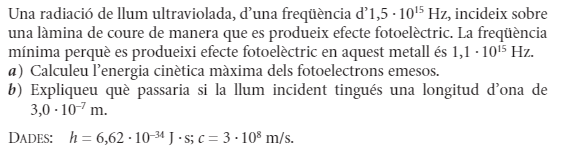 Una radiació de llum ultraviolada, d’una freqüència d’1,5 · 10¹⁵ Hz, incideix sobre
una làmina de coure de manera que es produeix efecte fotoelèctric. La freqüència
mínima perquè es produeixi efecte fotoelèctric en aquest metall és 1,1 · 10¹⁵ Hz.
a) Calculeu l’energia cinètica màxima dels fotoelectrons emesos.
b) Expliqueu què passaria si la llum incident tingués una longitud d’ona de
3,0 · 10⁻⁷ m.
DADES: h = 6,62 · 10⁻³⁴ J · s; c = 3 · 10⁸ m/s.